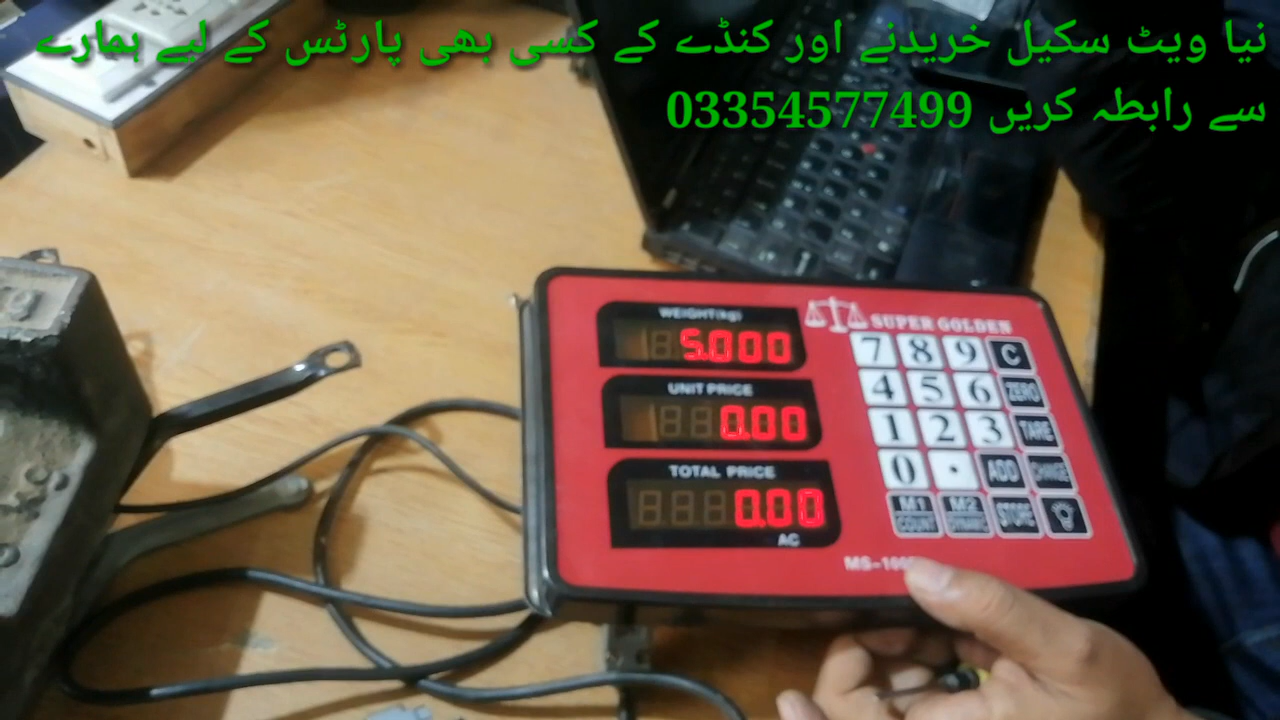 نیا ویٹ سکیل خریدنے اور کنڈے کے کسی بھی پارٹس کے لیے ہمارے
سے رابطہ کریں 03354577499
WEIGHT(kg)
5.000
SUPER GOLDEN
UNIT PRICE
0.00
TOTAL PRICE
0.00
AC
7 8 9 C
4 5 6 ZERO
1 2 3 TARE
0 . ADD CHANGE
M1 M2 STORE
COUNT